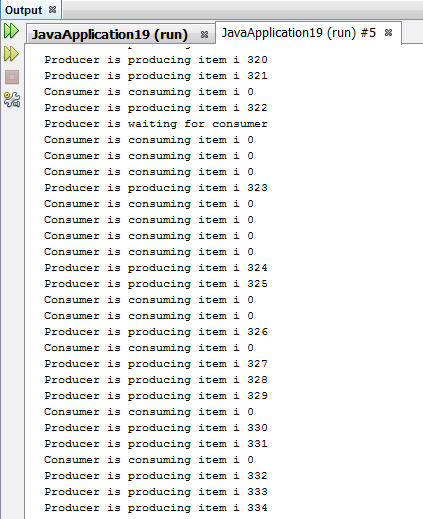 Output
JavaApplication19 (run) JavaApplication19 (run) #5
Producer is producing item i 320
Producer is producing item i 321
Consumer is consuming item i 0
Producer is producing item i 322
Producer is waiting for consumer
Consumer is consuming item i 0
Consumer is consuming item i 0
Consumer is consuming item i 0
Producer is producing item i 323
Consumer is consuming item i 0
Consumer is consuming item i 0
Consumer is consuming item i 0
Consumer is consuming item i 0
Producer is producing item i 324
Producer is producing item i 325
Consumer is consuming item i 0
Consumer is consuming item i 0
Producer is producing item i 326
Consumer is consuming item i 0
Producer is producing item i 327
Producer is producing item i 328
Producer is producing item i 329
Consumer is consuming item i 0
Producer is producing item i 330
Producer is producing item i 331
Consumer is consuming item i 0
Producer is producing item i 332
Producer is producing item i 333
Producer is producing item i 334